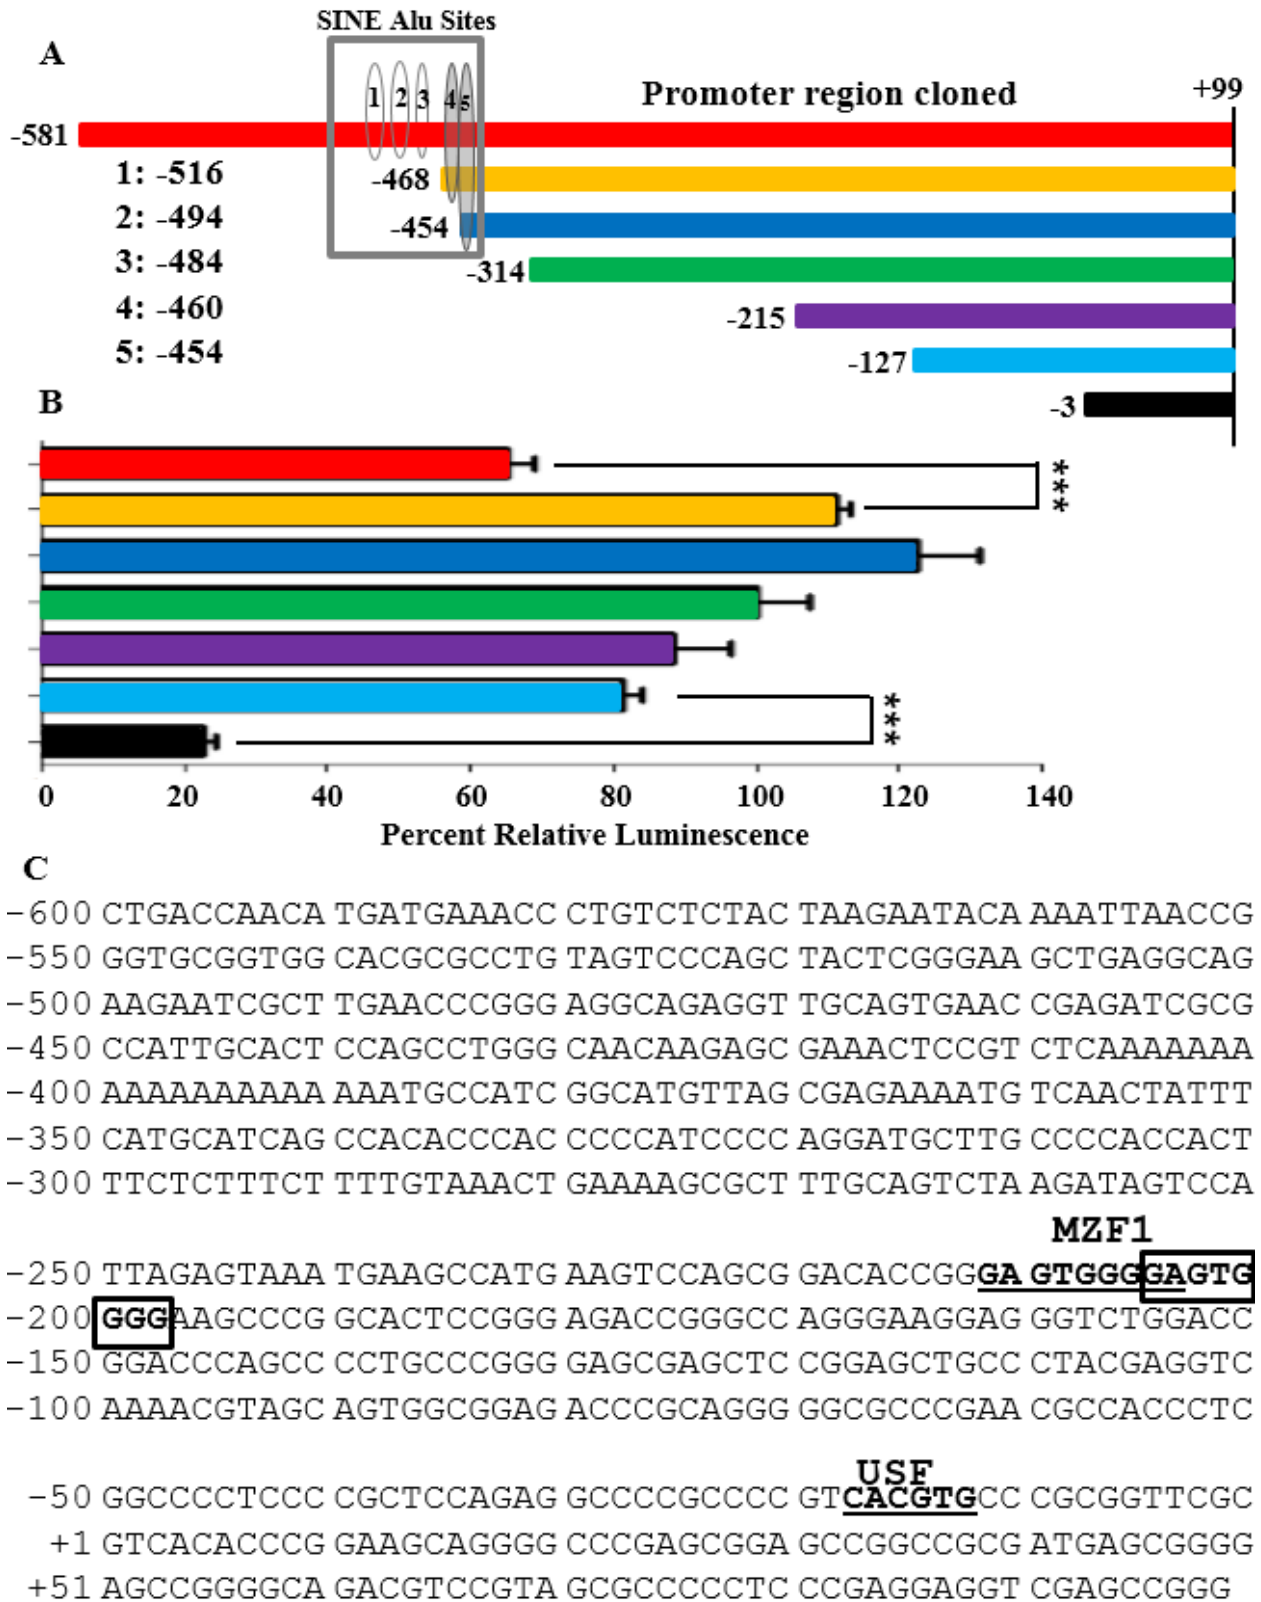 SINE Alu Sites
A
1 2 3 4 5
Promoter region cloned
+99
-581
1: -516
-468
2: -494
-454
3: -484
-314
4: -460
-215
5: -454
-127
-3
B
***
***
0 20 40 60 80 100 120 140
Percent Relative Luminescence
C
-600 CTGACCAACA TGATGAAACC CTGTCTCTAC TAAGAATACA AAATTAACCG
-550 GGTGCGGTGG CACGCGCCTG TAGTCCCAGC TACTCGGGAA GCTGAGGCAG
-500 AAGAATCGCT TGAACCCGGG AGGCAGAGGT TGCAGTGAAC CGAGATCGCG
-450 CCATTGCACT CCAGCCTGGG CAACAAGAGC GAAACTCCGT CTCAAAAAAA
-400 AAAAAAAAAA AAATGCCATC GGCATGTTAG CGAGAAAATG TCAACTATTT
-350 CATGCATCAG CCACACCCAC CCCCATCCCC AGGATGCTTG CCCCACCACT
-300 TTCTCTTTCT TTTGTAAACT GAAAAGCGCT TTGCAGTCTA AGATAGTCCA
MZF1
-250 TTAGAGTAAA TGAAGCCATG AAGTCCAGCG GACACCGGGA GTGGGGAGTG
-200 GGGAAGCCCG GCACTCCGGG AGACCGGGCC AGGGAAGGAG GGTCTGGACC
-150 GGACCCAGCC CCTGCCCGGG GAGCGAGCTC CGGAGCTGCC CTACGAGGTC
-100 AAAACGTAGC AGTGGCGGAG ACCCGCAGGG GGCGCCCGAA CGCCACCCTC
USF
-50 GGCCCCTCCC CGCTCCAGAG GCCCCGCCCC GTCACGTGCC CGCGGTTCGC
+1 GTCACACCCG GAAGCAGGGG CCCGAGCGGA GCCGGCCGCG ATGAGCGGGG
+51 AGCCGGGGCA GACGTCCGTA GCGCCCCCTC CCGAGGAGGT CGAGCCGGG